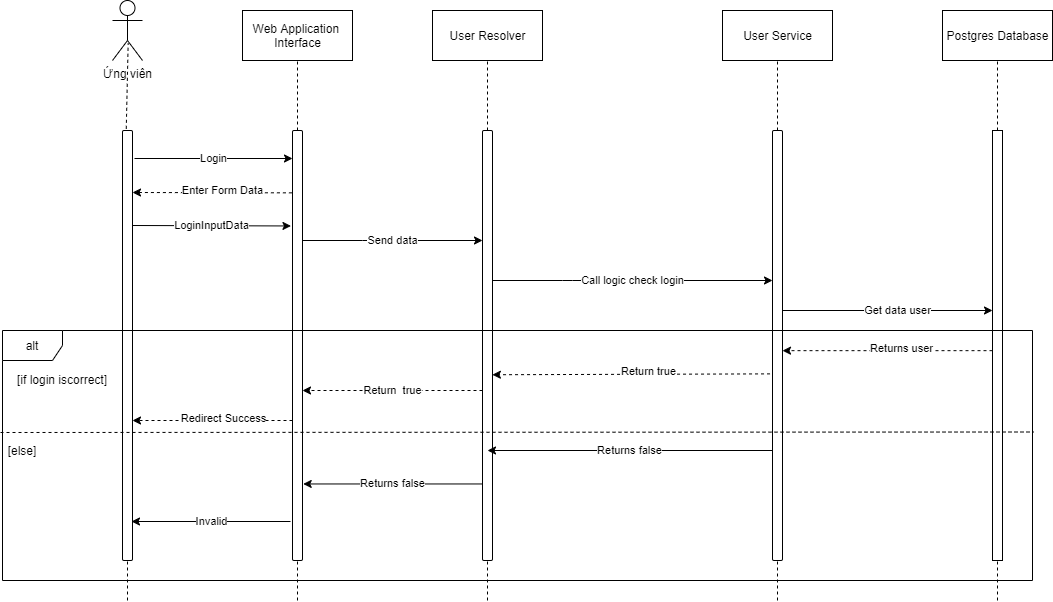 Web Application
Interface
User Resolver
User Service
Postgres Database
Ứng viên
Login
Enter Form Data
LoginInputData
Send data
Call logic check login
Get data user
alt
Returns user
[if login iscorrect]
Return true
Return  true
Redirect Success
[else]
Returns false
Returns false
Invalid